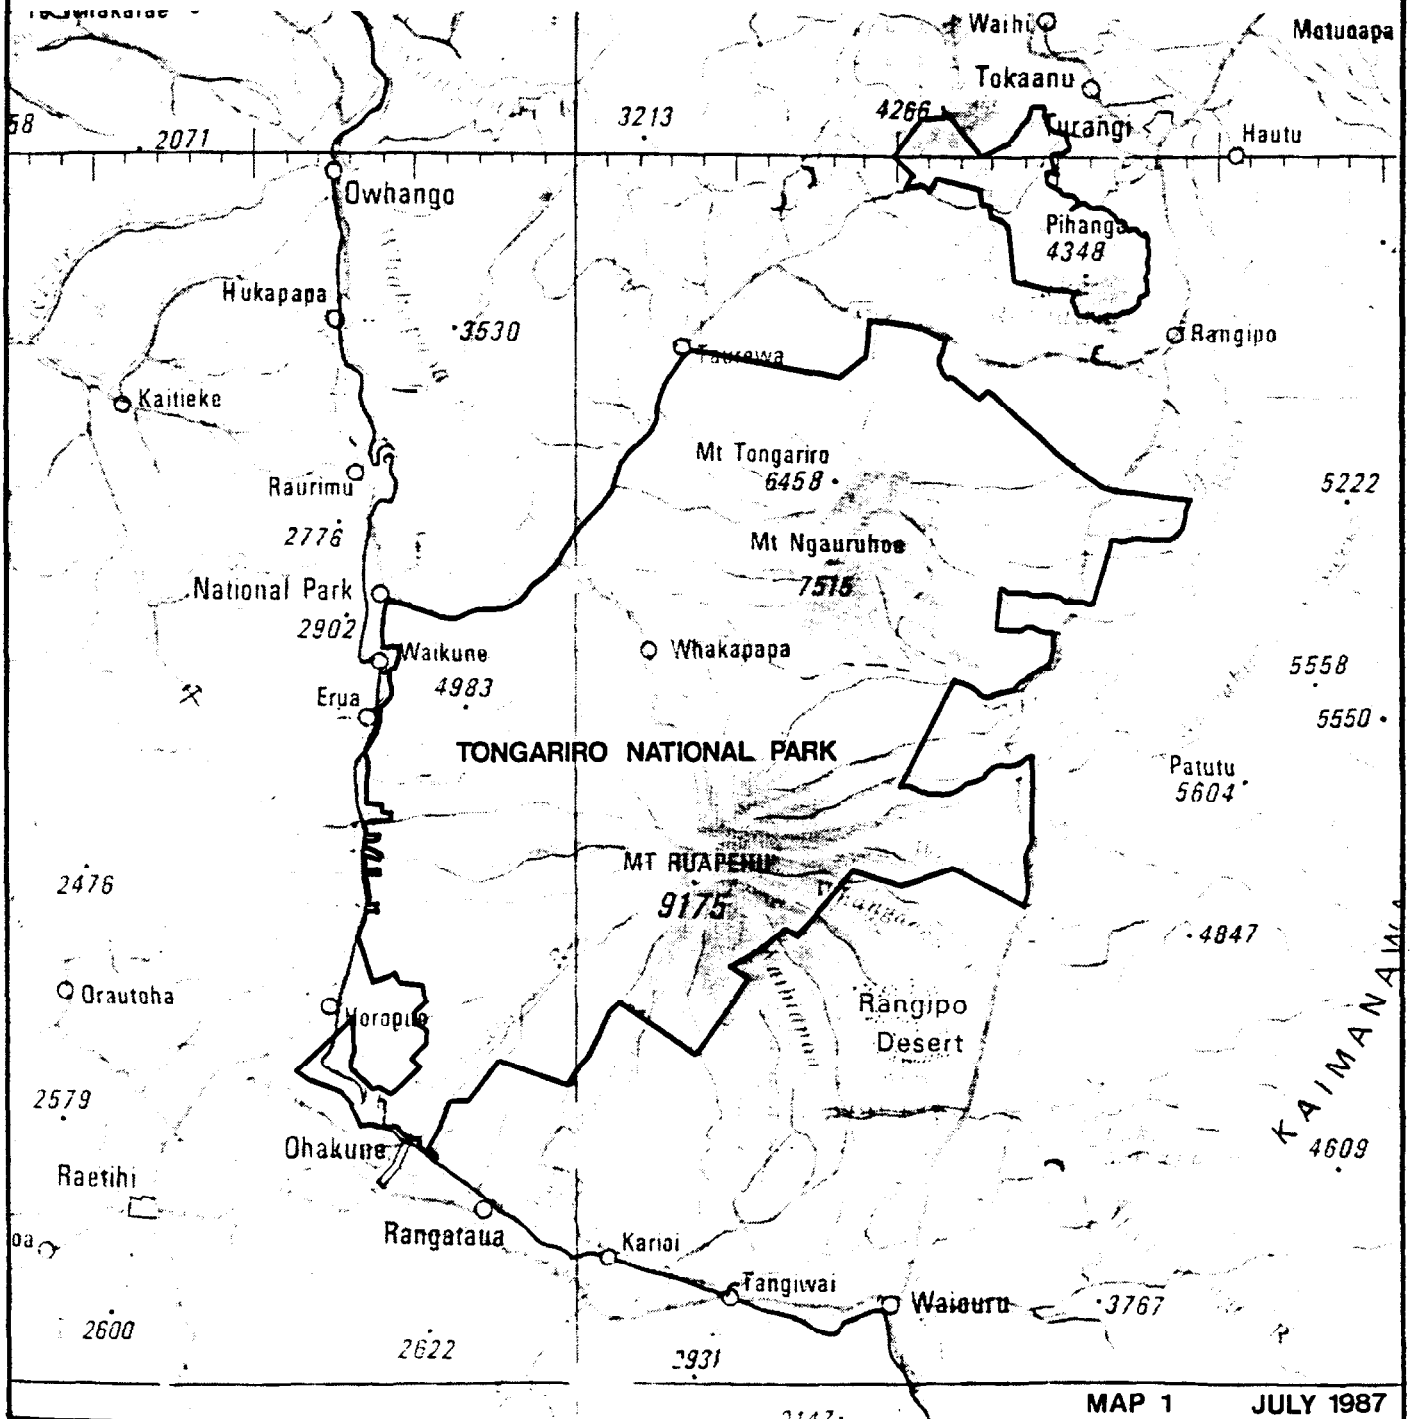 Waihi
Motuoapa
Tokaanu
4266
3213
Turangi
Hautu
2071
Owhango
Pihanga
4348
Hukapapa
3530
Rangipo
Taurewa
Kaitieke
Mt Tongariro
6458
Raurimu
5222
2776
Mt Ngauruhoe
7515
National Park
2902
Waikune
Whakapapa
4983
5558
Erua
5550
TONGARIRO NATIONAL PARK
Patutu
5604
MT RUAPEHU
9175
2476
4847
Orautoha
Horopito
Rangipo
Desert
KAIMANAWA
2579
Ohakune
4609
Raetihi
Rangataua
Karioi
Tangiwai
Waiouru
3767
2600
2622
2931
MAP 1 JULY 1987